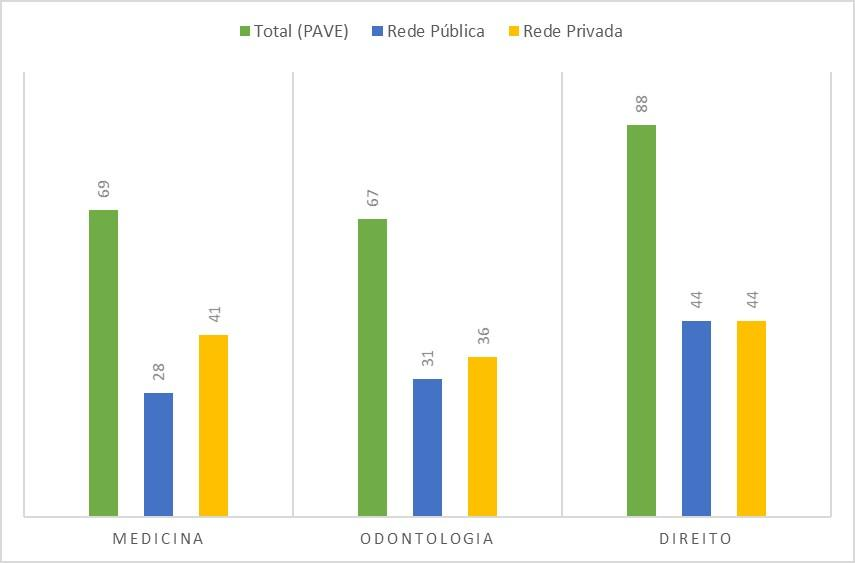 Total (PAVE) Rede Pública Rede Privada
69 28 41 67 31 36 88 44 44
MEDICINA ODONTOLOGIA DIREITO